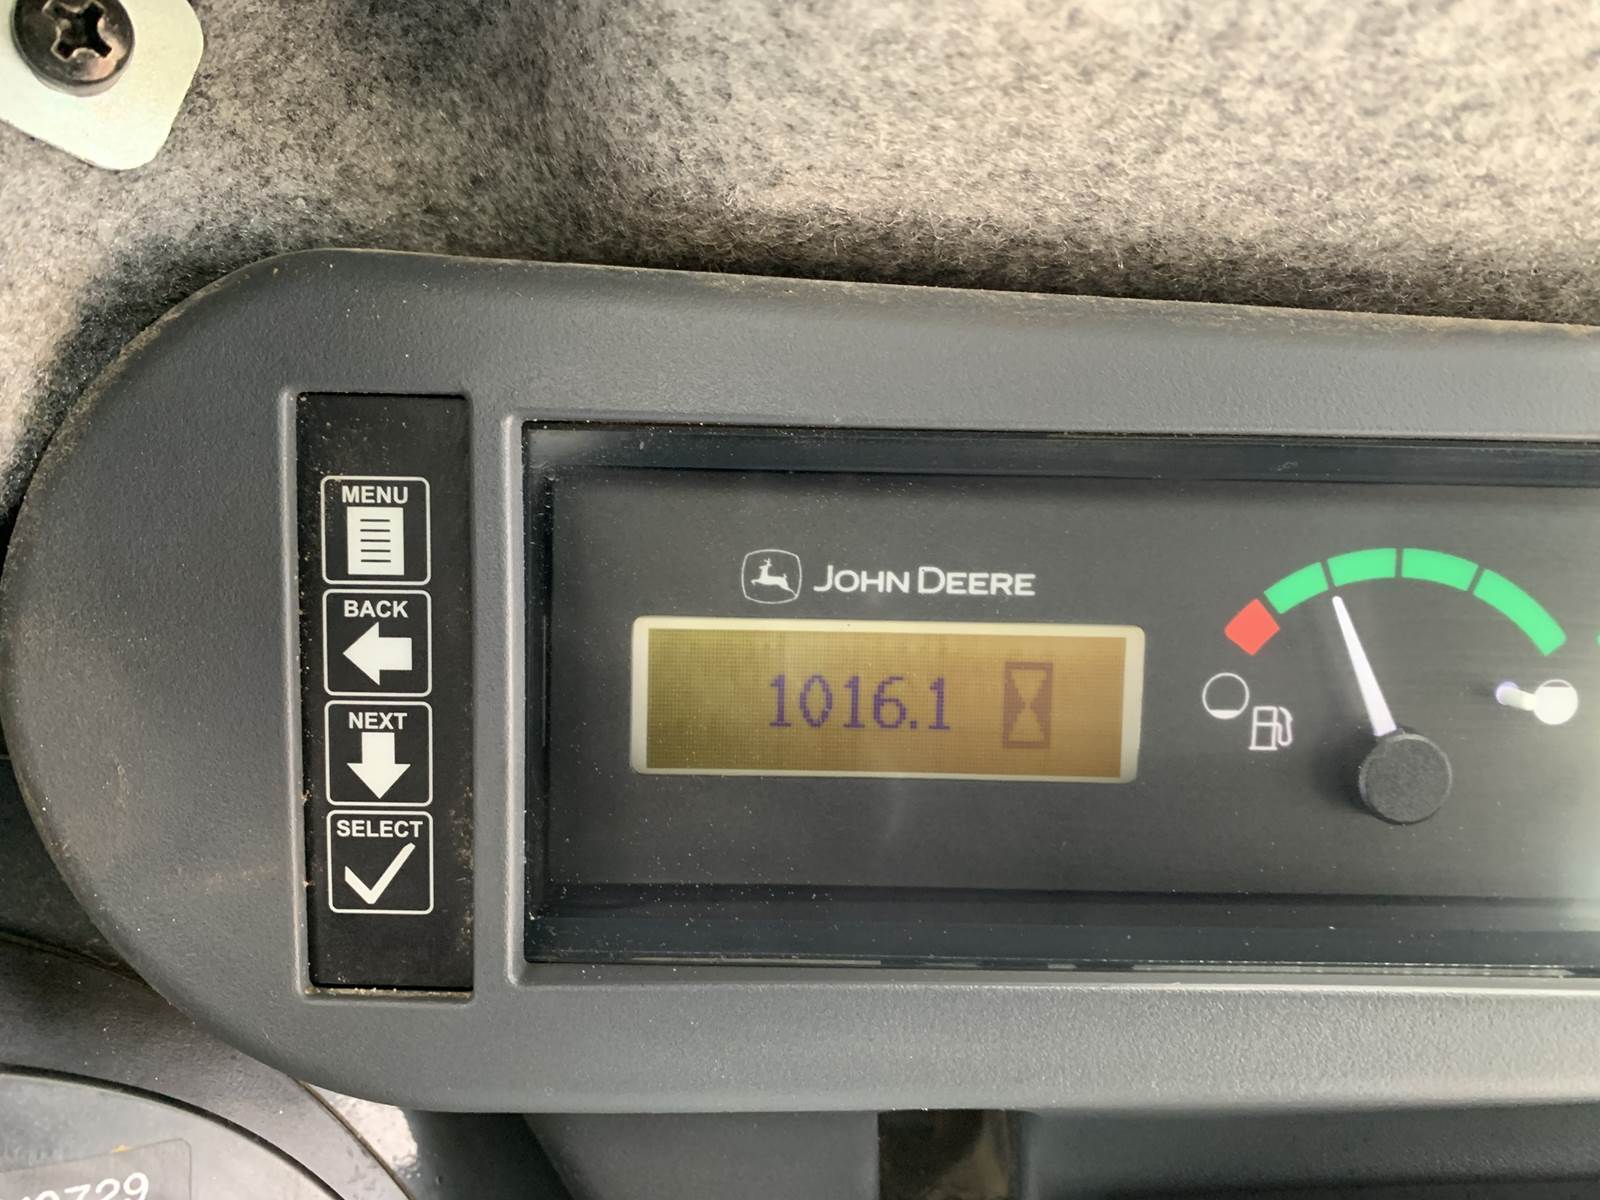 MENU
BACK
NEXT
SELECT
JOHN DEERE
1016.1